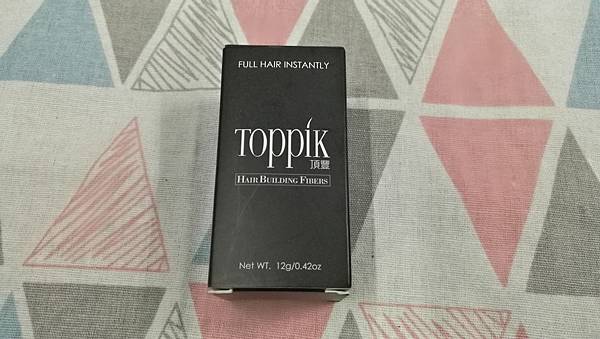 FULL HAIR INSTANTLY
TOPPIK
頂豐
HAIR BUILDING FIBERS
Net WT. 12g/0.42oz